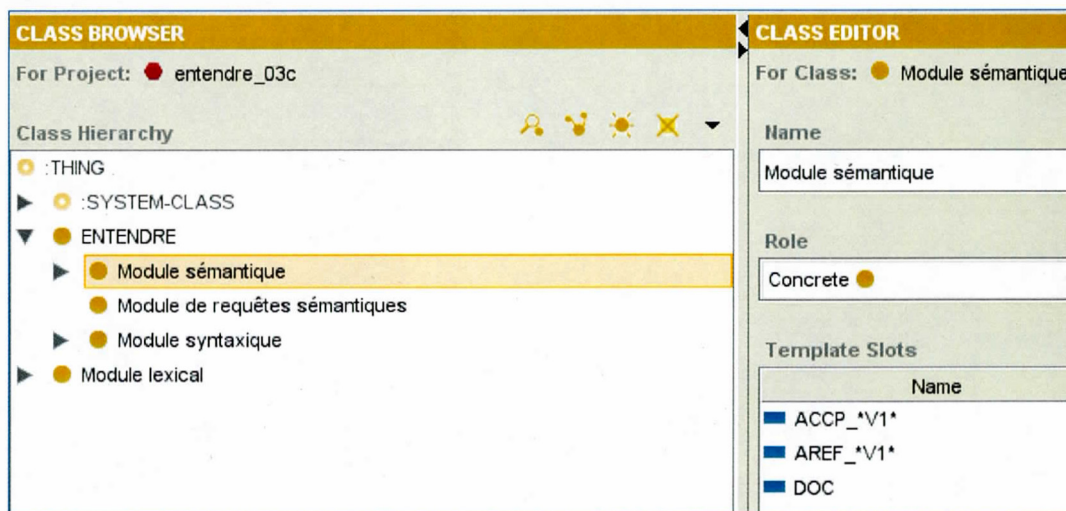 CLASS BROWSER
For Project: entendre_03c
Class Hierarchy
:THING
:SYSTEM-CLASS
ENTENDRE
Module sémantique
Module de requêtes sémantiques
Module syntaxique
Module lexical
CLASS EDITOR
For Class: Module sémantique
Name
Module sémantique
Role
Concrete
Template Slots
Name
ACCP_*V1*
AREF_*V1*
DOC